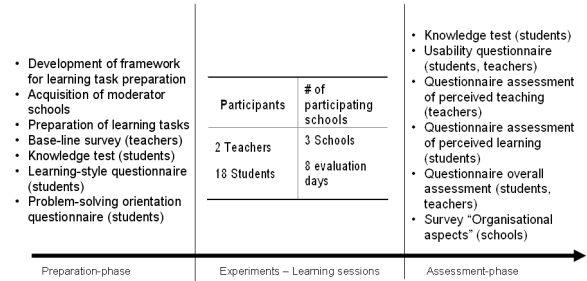 • Development of framework
for learning task preparation
• Acquisition of moderator
schools
• Preparation of learning tasks
• Base-line survey (teachers)
• Knowledge test (students)
• Learning-style questionnaire
(students)
• Problem-solving orientation
questionnaire (students)
Participants
# of
participating
schools
2 Teachers
3 Schools
18 Students
8 evaluation
days
• Knowledge test (students)
• Usability questionnaire
(students, teachers)
• Questionnaire assessment
of perceived teaching
(teachers)
• Questionnaire assessment
of perceived learning
(students)
• Questionnaire overall
assessment (students,
teachers)
• Survey “Organisational
aspects” (schools)
Preparation-phase
Experiments – Learning sessions
Assessment-phase